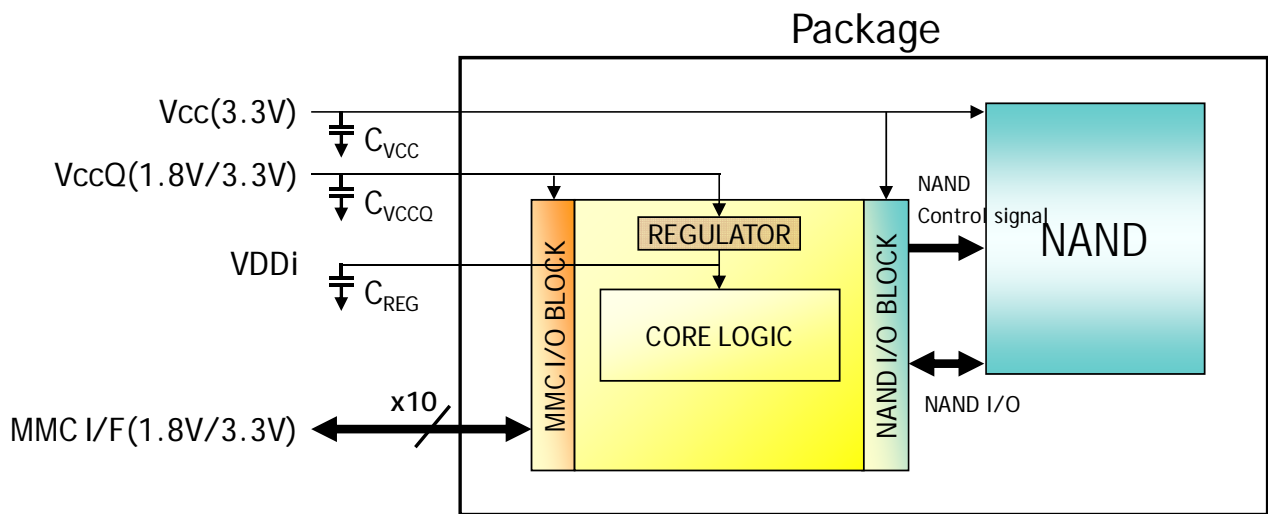 Package
Vcc(3.3V)
CVCC
VccQ(1.8V/3.3V)
CVCCQ
VDDi
CREG
MMC I/F(1.8V/3.3V)
x10
MMC I/O BLOCK
REGULATOR
CORE LOGIC
NAND I/O BLOCK
NAND
Control signal
NAND
NAND I/O